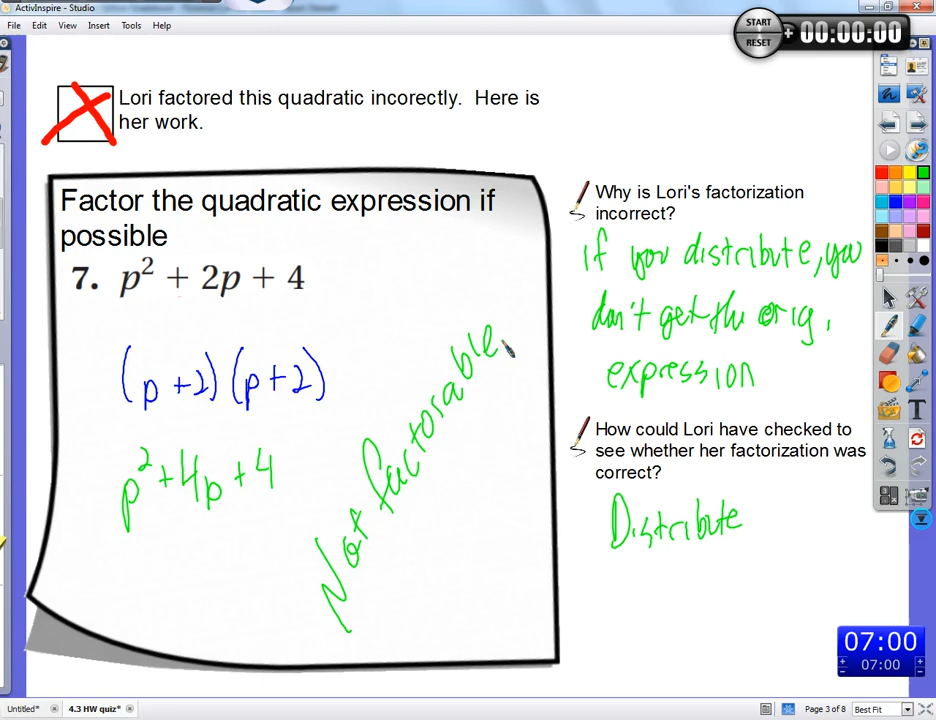 ActivInspire - Studio
File Edit View Insert Tools Help
START
RESET
+ 00:00:00
Lori factored this quadratic incorectly. Here is
her work.
Factor the quadratic expression if
possible
7. p² + 2p + 4
(p +2)(p+2)
p²+4p+4
Not factorable
Why is Lori's factorization
incorrect?
if you distribute, you
don't get the orig.
expression
How could Lori have checked to
see whether her factorization was
correct?
Distribute
07:00
07:00
Untitled* 4.3 HW quiz* Page 3 of 8 Best Fit